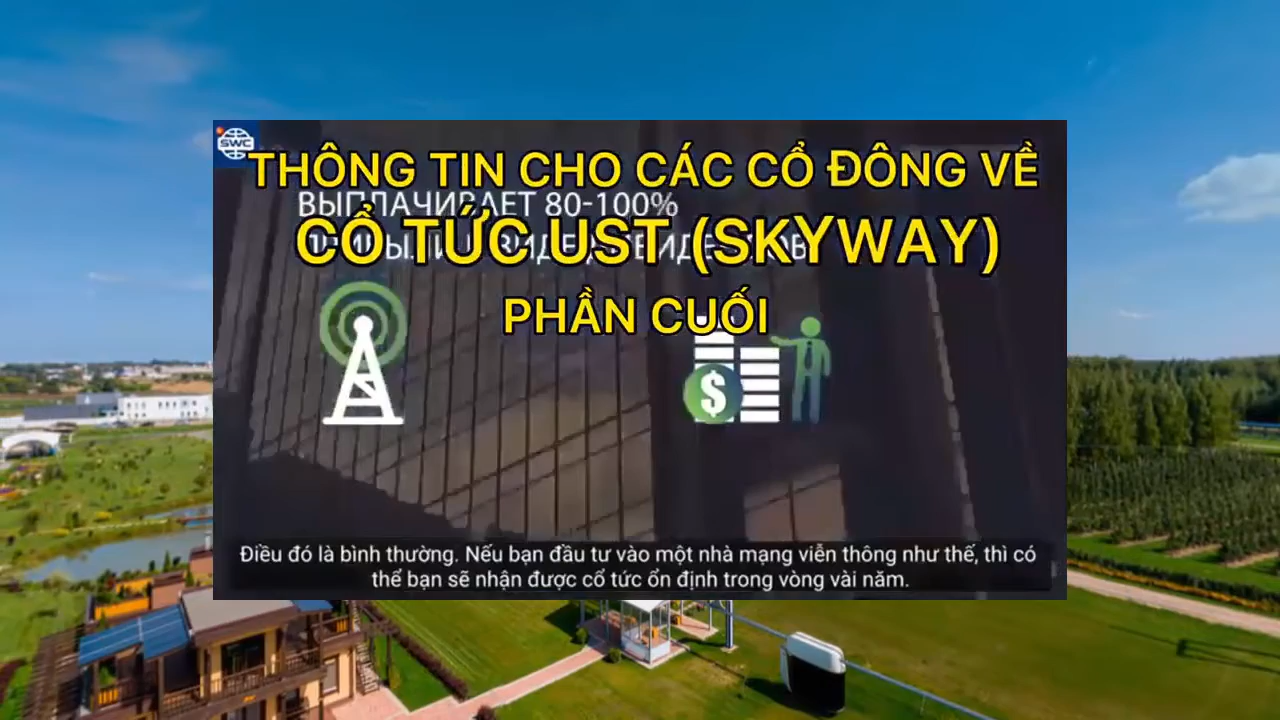 SWC
THÔNG TIN CHO CÁC CỔ ĐÔNG VỀ
ВЫПЛАЧИВАЕТ 80-100%
CỔ TỨC UST (SKYWAY)
PHẦN CUỐI
$
Điều đó là bình thường. Nếu bạn đầu tư vào một nhà mạng viễn thông như thế, thì có
thể bạn sẽ nhận được cổ tức ổn định trong vòng vài năm.